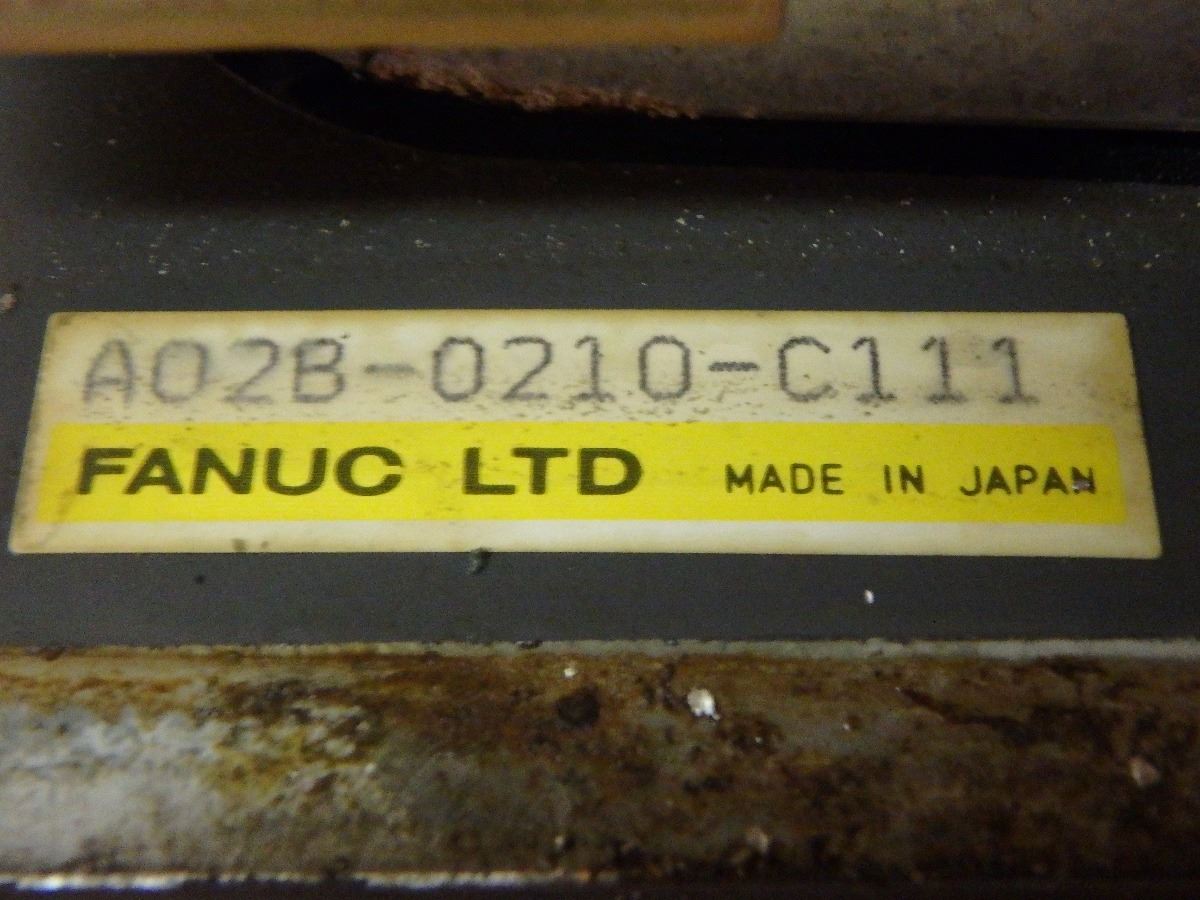 A02B-0210-C111
FANUC LTD MADE IN JAPAN